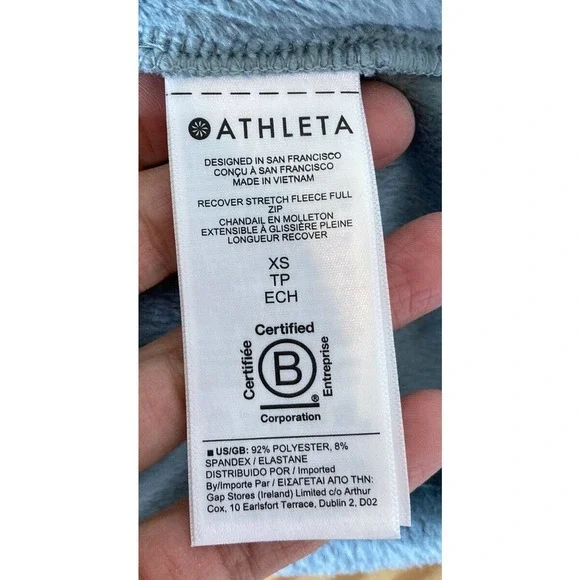 ATHLETA
DESIGNED IN SAN FRANCISCO
CONÇU À SAN FRANCISCO
MADE IN VIETNAM
RECOVER STRETCH FLEECE FULL
ZIP
CHANDAIL EN MOLLETON
EXTENSIBLE À GLISSIÈRE PLEINE
LONGUEUR RECOVER
XS
TP
ECH
Certified
Certifiée
B
Entreprise
®
Corporation
■ US/GB: 92% POLYESTER, 8%
SPANDEX / ELASTANE
DISTRIBUIDO POR / Imported
By/Importe Par / ΕΙΣΑΓΕΤΑΙ ΑΠΟ ΤΗΝ:
Gap Stores (Ireland) Limited c/o Arthur
Cox, 10 Earlsfort Terrace, Dublin 2, D02